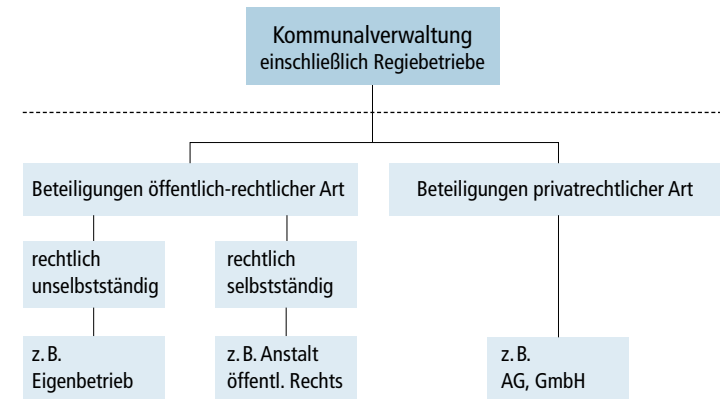 Kommunalverwaltung
einschließlich Regiebetriebe
Beteiligungen öffentlich-rechtlicher Art
Beteiligungen privatrechtlicher Art
rechtlich
unselbstständig
rechtlich
selbstständig
z. B.
Eigenbetrieb
z. B. Anstalt
öffentl. Rechts
z. B.
AG, GmbH